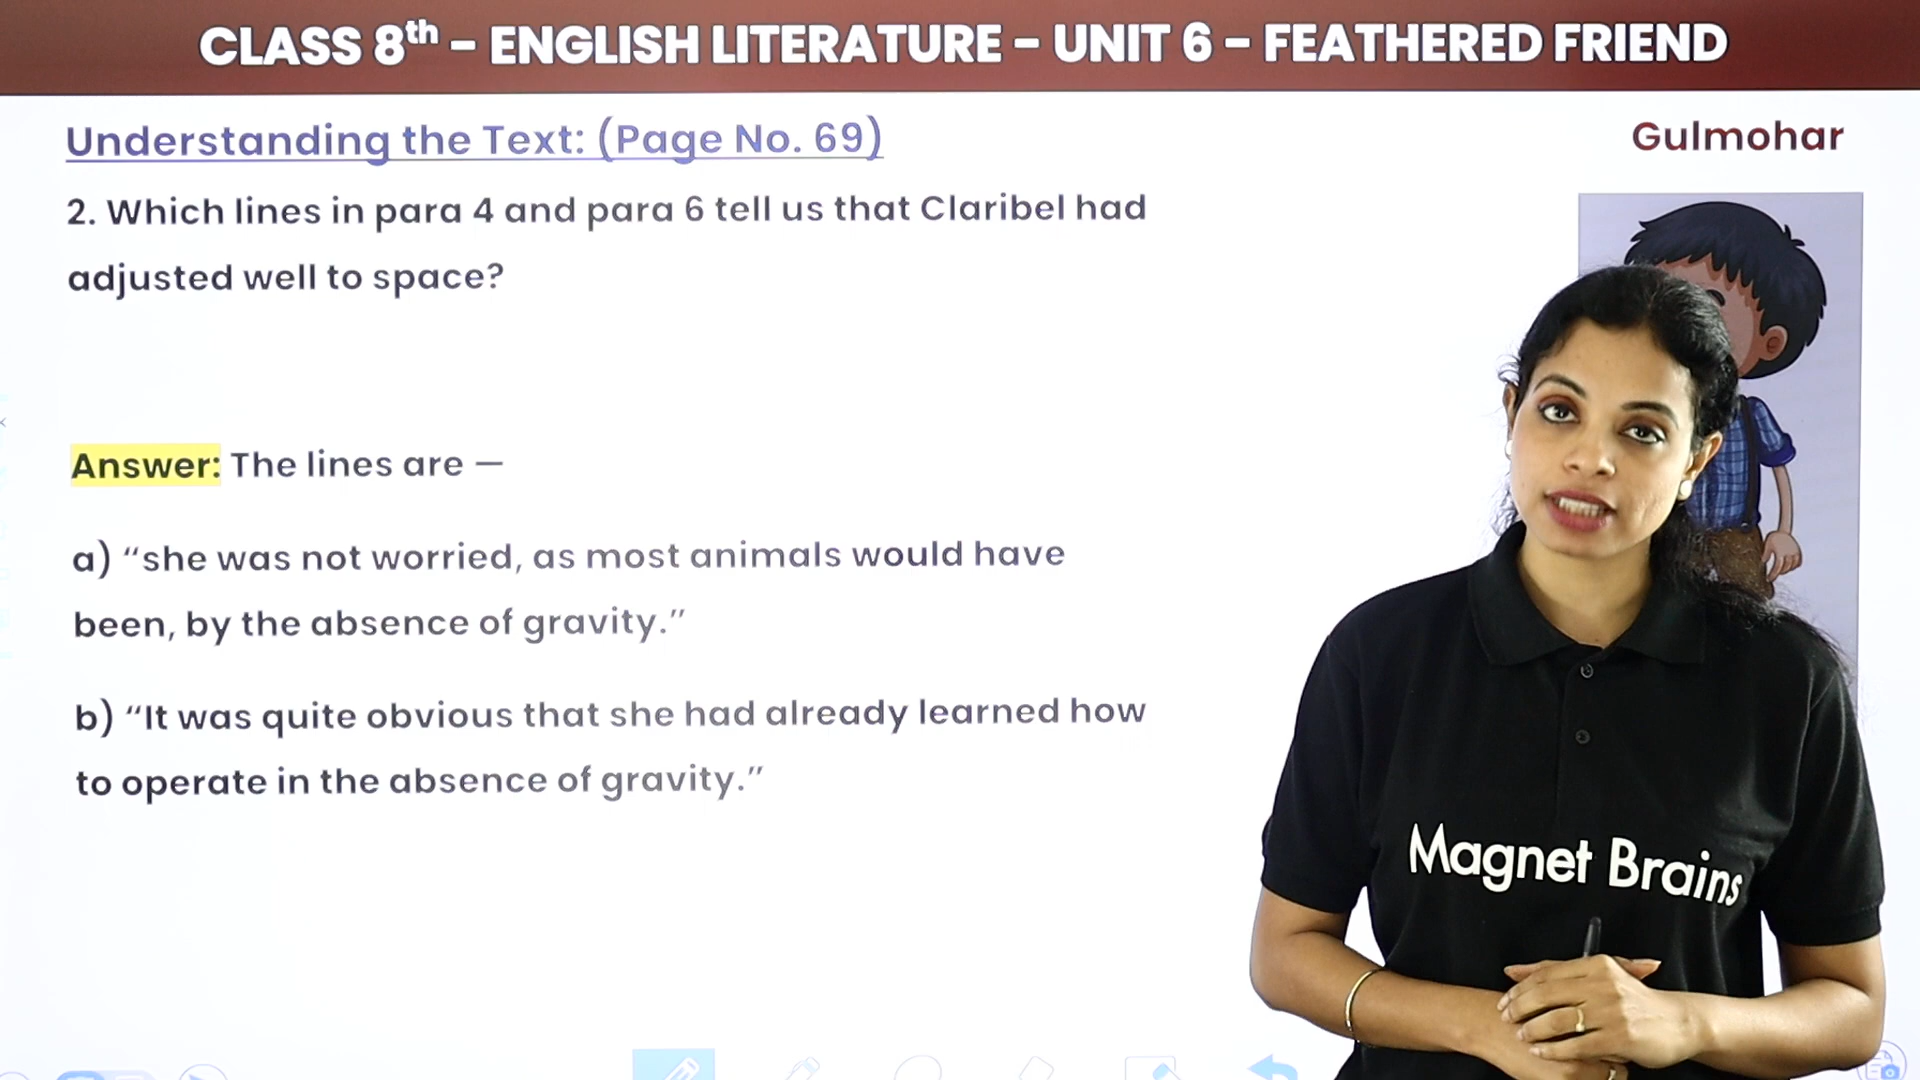 CLASS 8th – ENGLISH LITERATURE – UNIT 6 – FEATHERED FRIEND
Understanding the Text: (Page No. 69)
Gulmohar
2. Which lines in para 4 and para 6 tell us that Claribel had
adjusted well to space?
Answer: The lines are —
a) “she was not worried, as most animals would have
been, by the absence of gravity.”
b) “It was quite obvious that she had already learned how
to operate in the absence of gravity.”
Magnet Brains